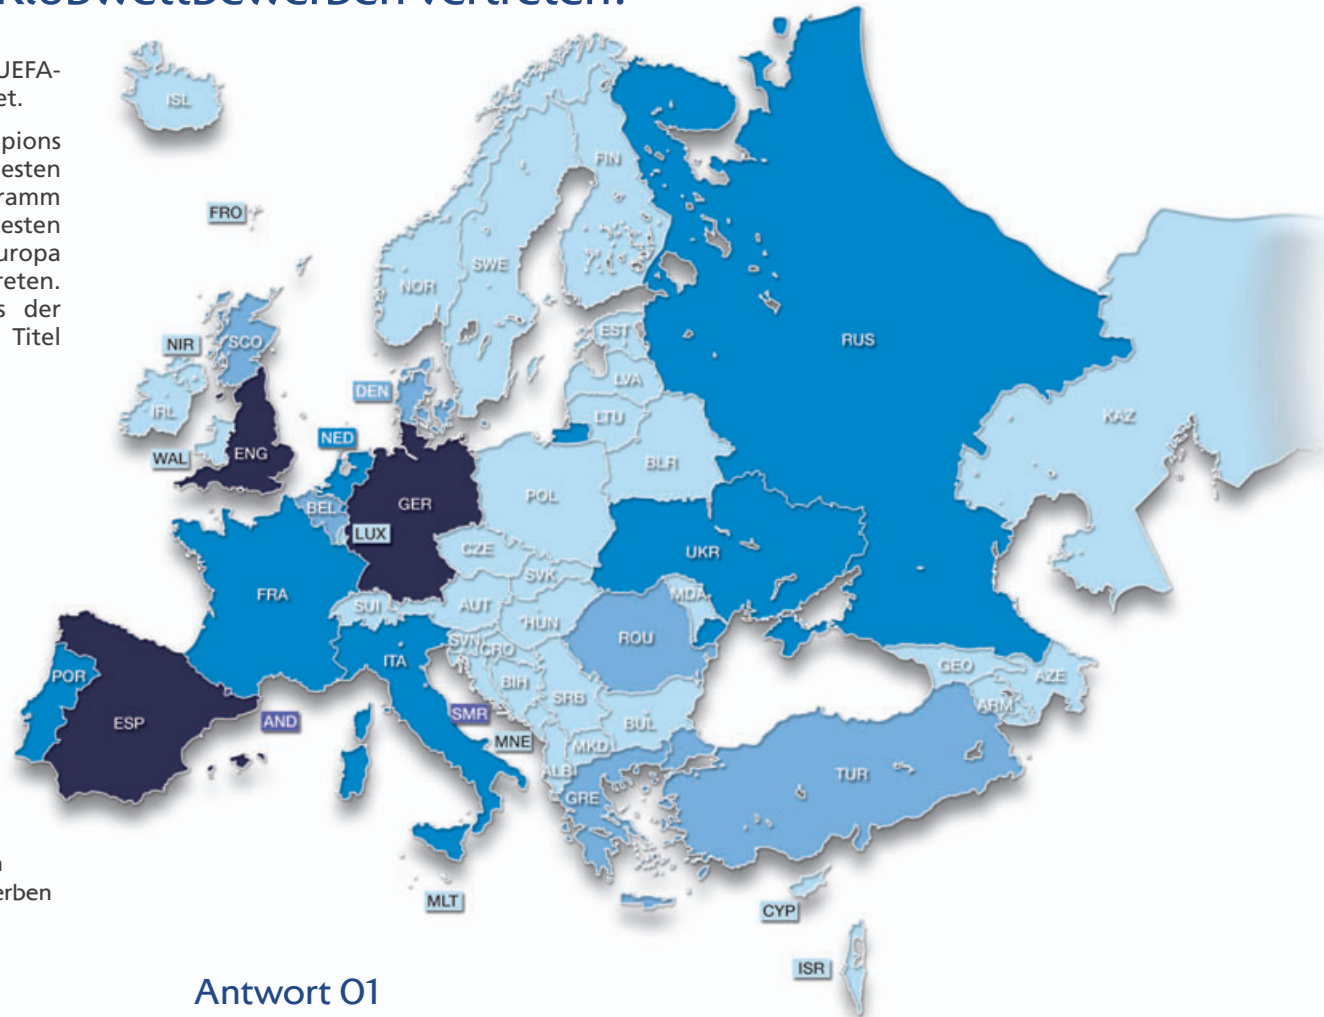 Klubwettbewerben vertreten?
UEFA-
et.
pions
esten
ramm
esten
uropa
reten.
s der
Titel
ISL
FRO
FIN
SWE
NOR
RUS
NIR
SCO
EST
LVA
DEN
IRL
LTU
KAZ
NED
WAL
ENG
BLR
GER
POL
BEL
LUX
UKR
CZE
SVK
FRA
MDA
SUI
AUT
HUN
ROU
SVN
CRO
ITA
POR
GEO
AZE
BIH
SRB
ARM
ESP
AND
SMR
BUL
MNE
MKD
ALB
TUR
GRE
erben
MLT
CYP
ISR
Antwort 01